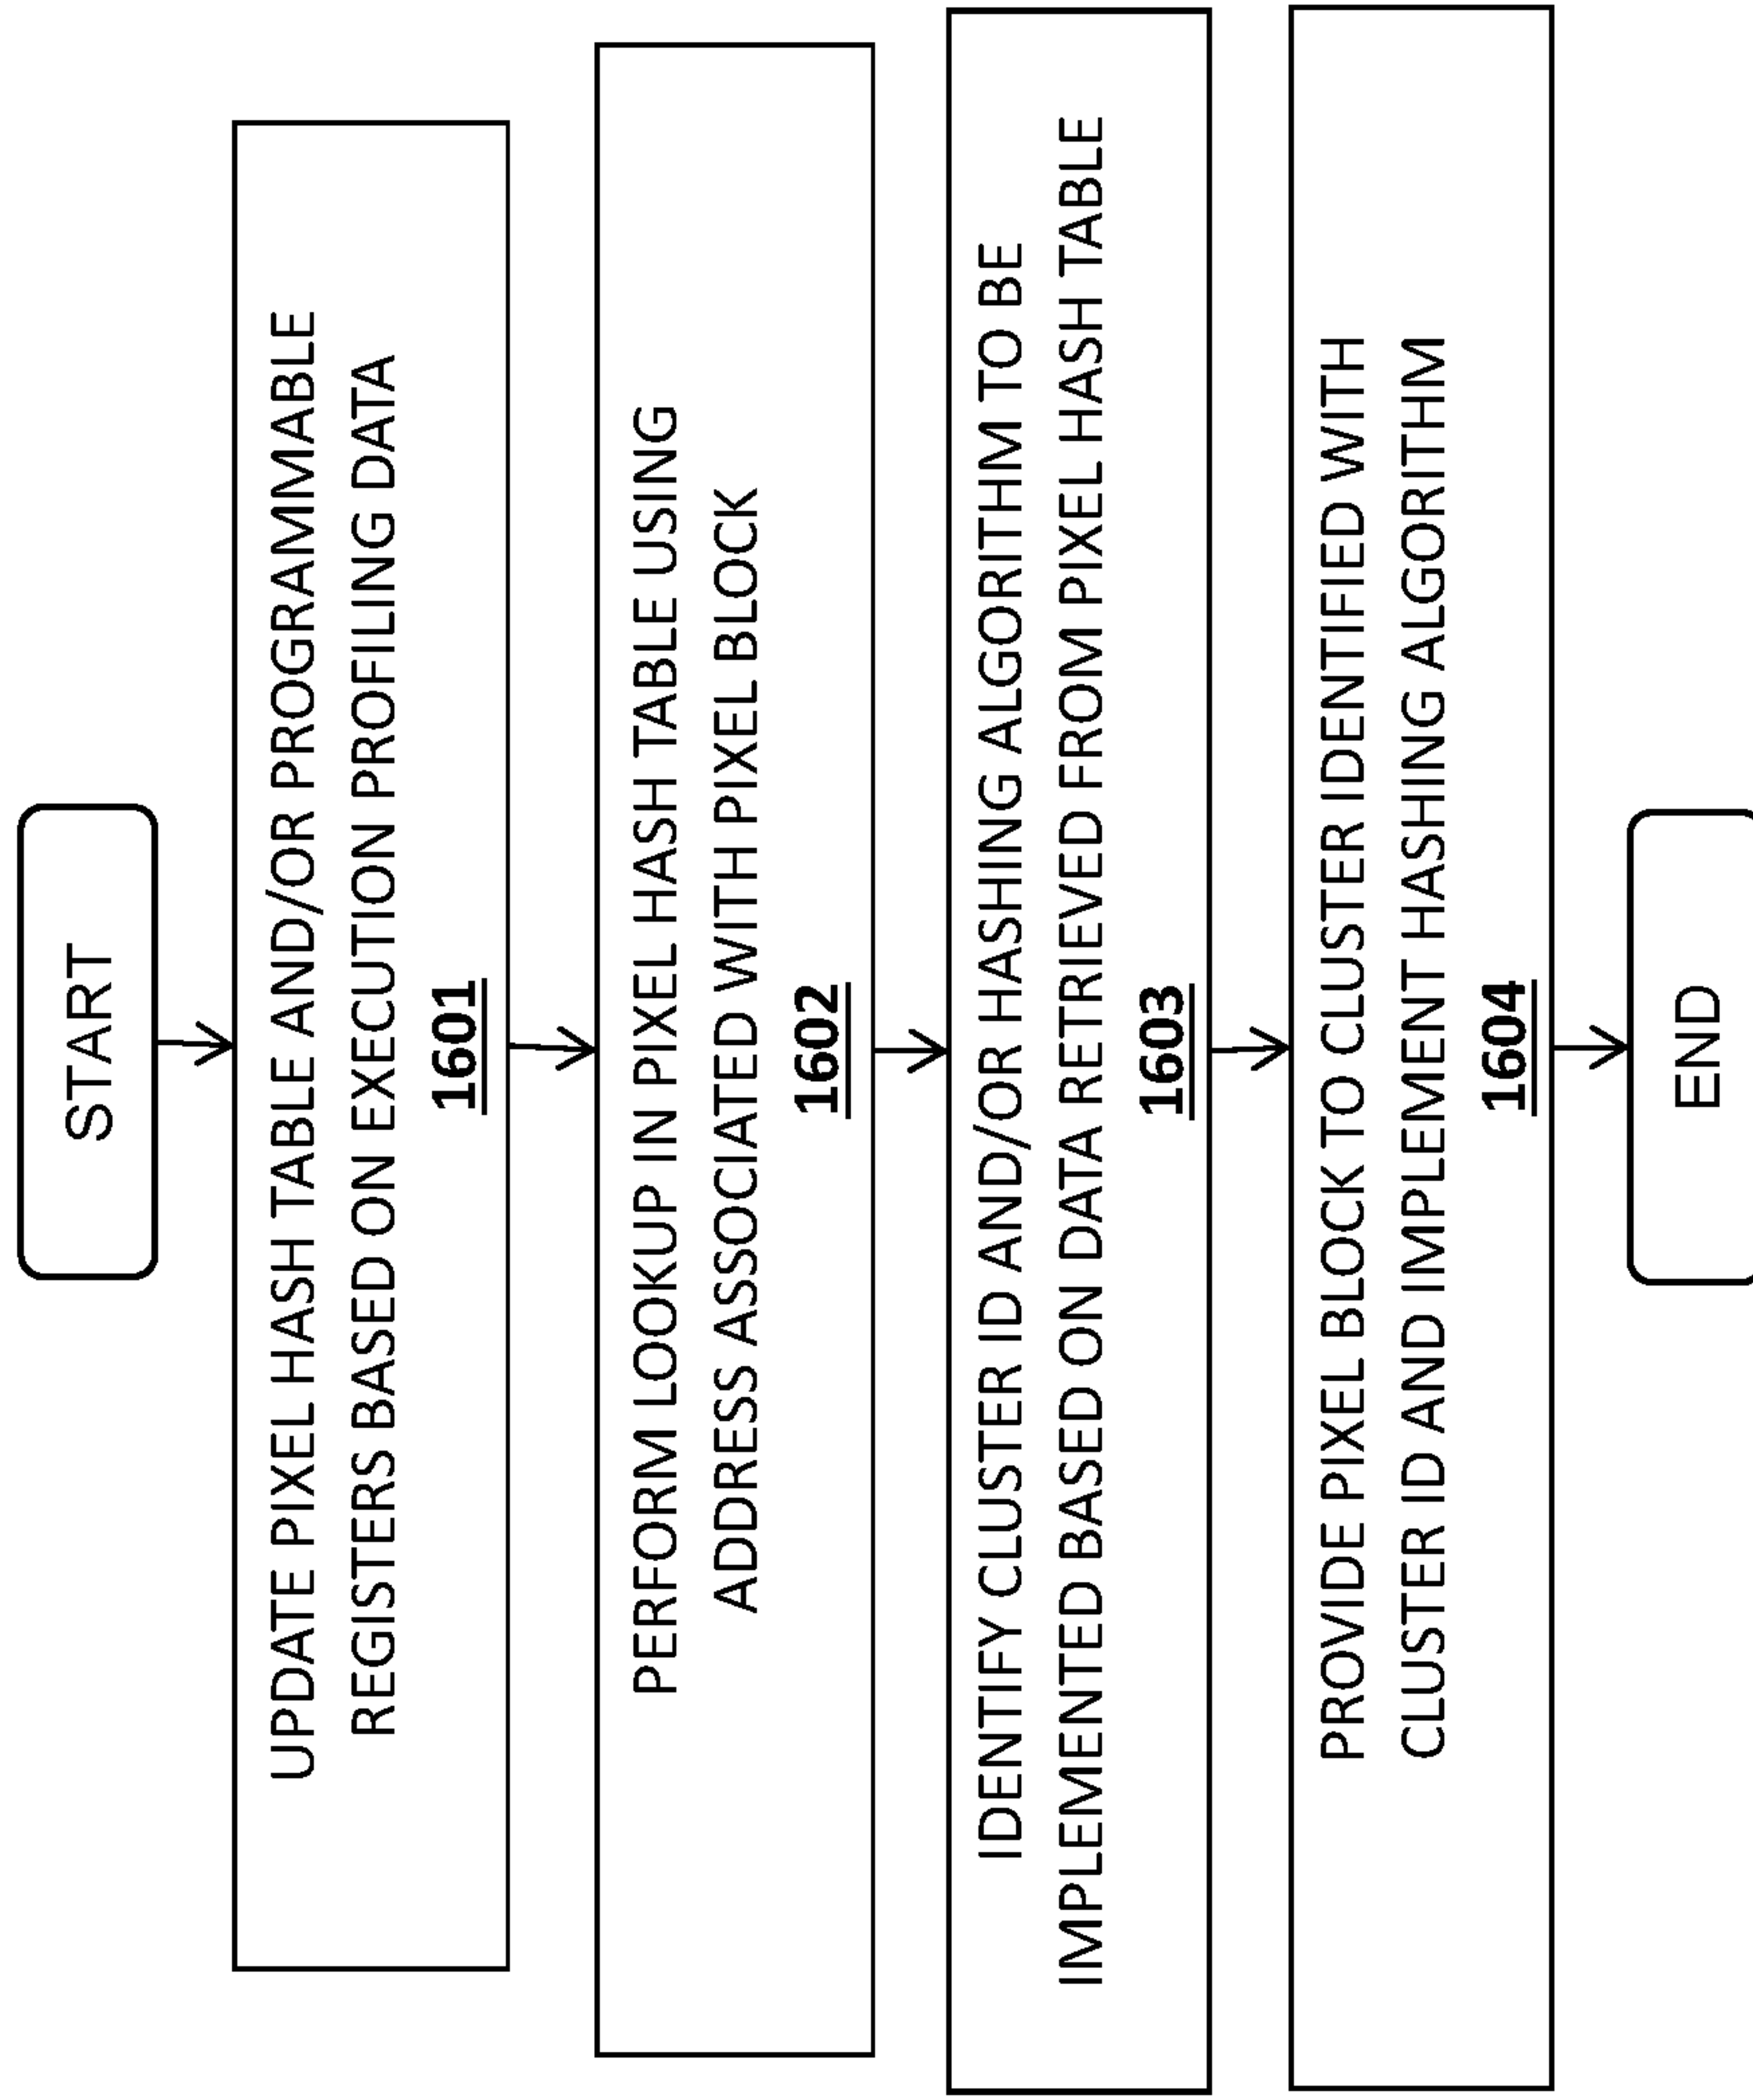 START
UPDATE PIXEL HASH TABLE AND/OR PROGRAMMABLE
REGISTERS BASED ON EXECUTION PROFILING DATA
1601
PERFORM LOOKUP IN PIXEL HASH TABLE USING
ADDRESS ASSOCIATED WITH PIXEL BLOCK
1602
IDENTIFY CLUSTER ID AND/OR HASHING ALGORITHM TO BE
IMPLEMENTED BASED ON DATA RETRIEVED FROM PIXEL HASH TABLE
1603
PROVIDE PIXEL BLOCK TO CLUSTER IDENTIFIED WITH
CLUSTER ID AND IMPLEMENT HASHING ALGORITHM
1604
END